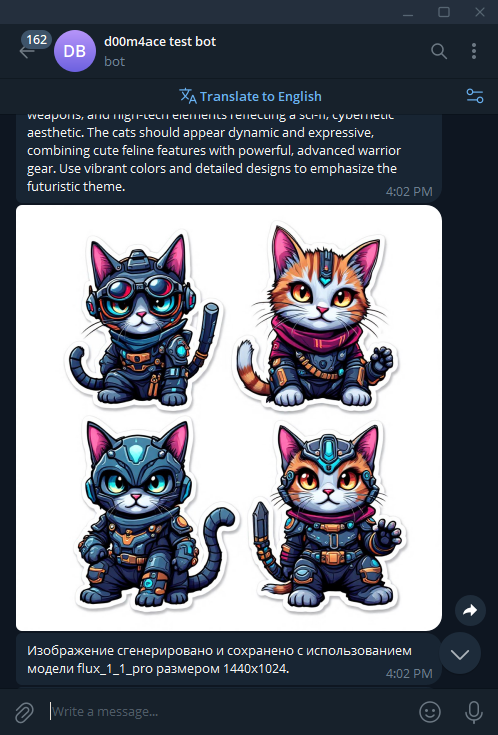 162
DB
d00m4ace test bot
bot
Translate to English
weapons, and high-tech elements reflecting a sci-fi, cybernetic
aesthetic. The cats should appear dynamic and expressive,
combining cute feline features with powerful, advanced warrior
gear. Use vibrant colors and detailed designs to emphasize the
futuristic theme.
4:02 PM
Изображение сгенерировано и сохранено с использованием
модели flux_1_1_pro размером 1440x1024.
4:02 PM
Write a message...